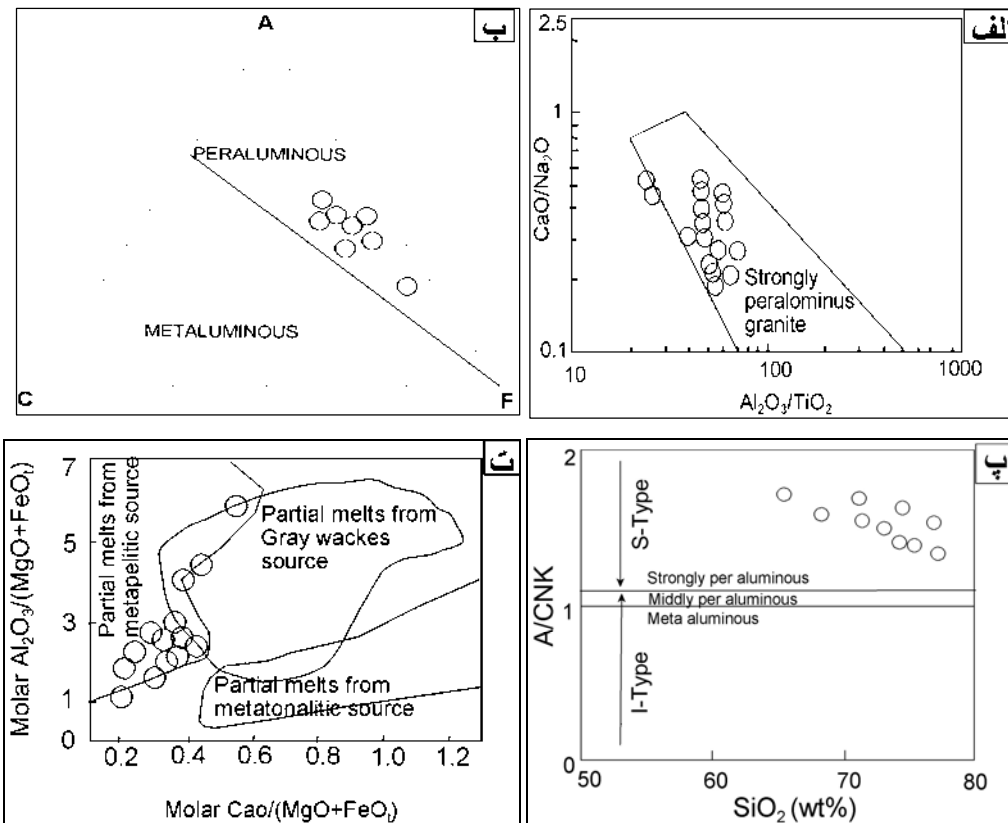 ب
A
PERALUMINOUS
METALUMINOUS
C
F
الف
2.5
1
0.1
CaO/Na₂O
Strongly
peralominus
granite
10
100
1000
Al₂O₃/TiO₂
ت
7
5
3
1
0
Molar Al₂O₃/(MgO+FeOₜ)
Partial melts from
metapelitic source
Partial melts from
Gray wackes
source
Partial melts from
metatonalitic source
0.2
0.4
0.6
0.8
1.0
1.2
Molar Cao/(MgO+FeOₜ)
پ
2
1
0
A/CNK
S-Type
I-Type
Strongly per aluminous
Middly per aluminous
Meta aluminous
50
60
70
80
SiO₂ (wt%)